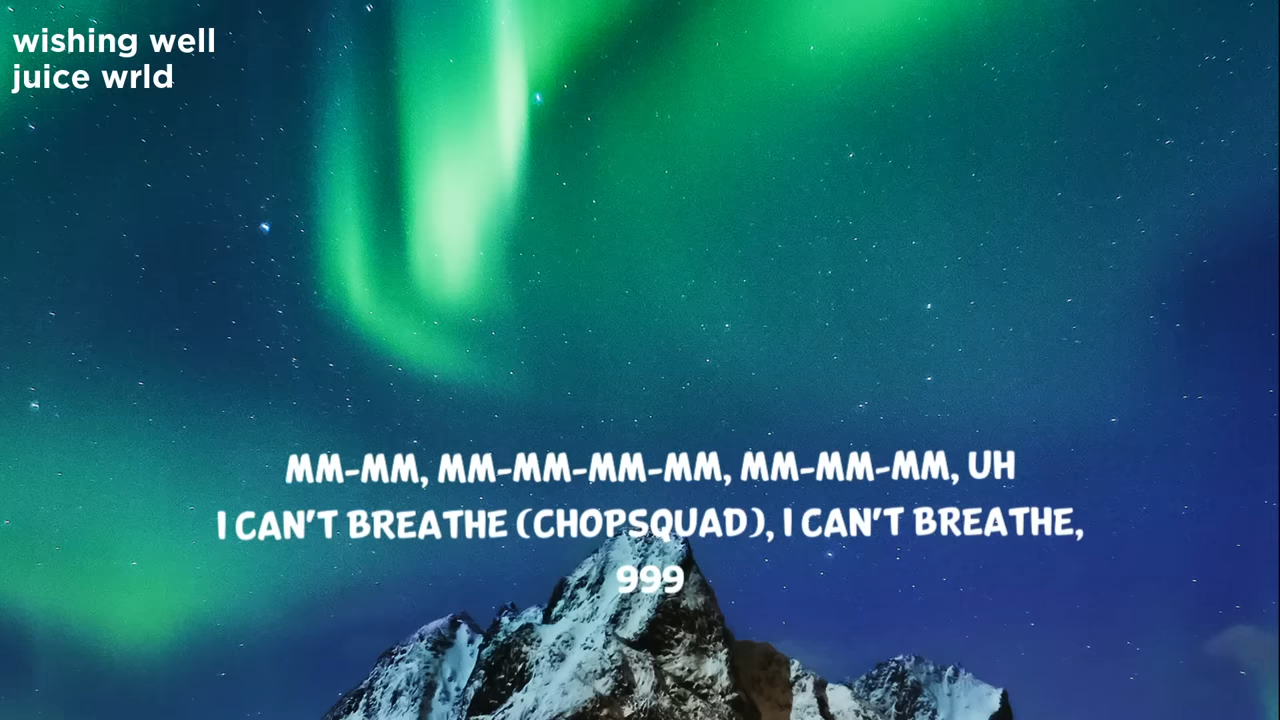 wishing well
juice wrld
MM-MM, MM-MM-MM-MM, MM-MM-MM, UH
I CAN'T BREATHE (CHOPSQUAD), I CAN'T BREATHE,
999